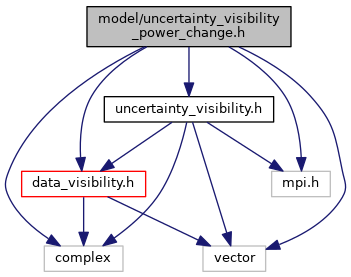 model/uncertainty_visibility
_power_change.h
uncertainty_visibility.h
data_visibility.h
mpi.h
complex
vector